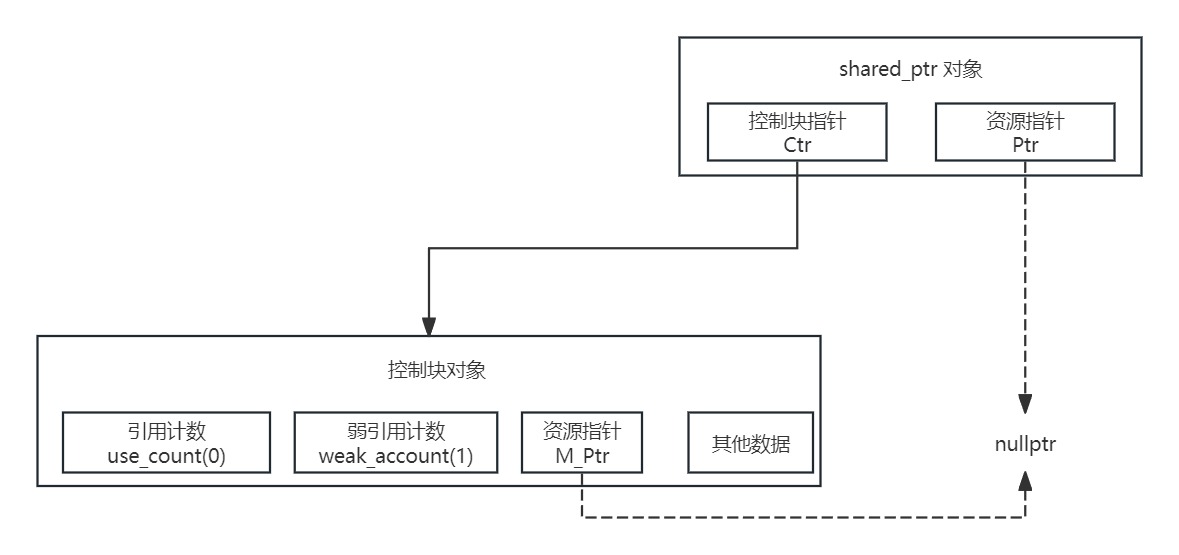 shared_ptr 对象
控制块指针
Ctr
资源指针
Ptr
控制块对象
引用计数
use_count(0)
弱引用计数
weak_account(1)
资源指针
M_Ptr
其他数据
nullptr